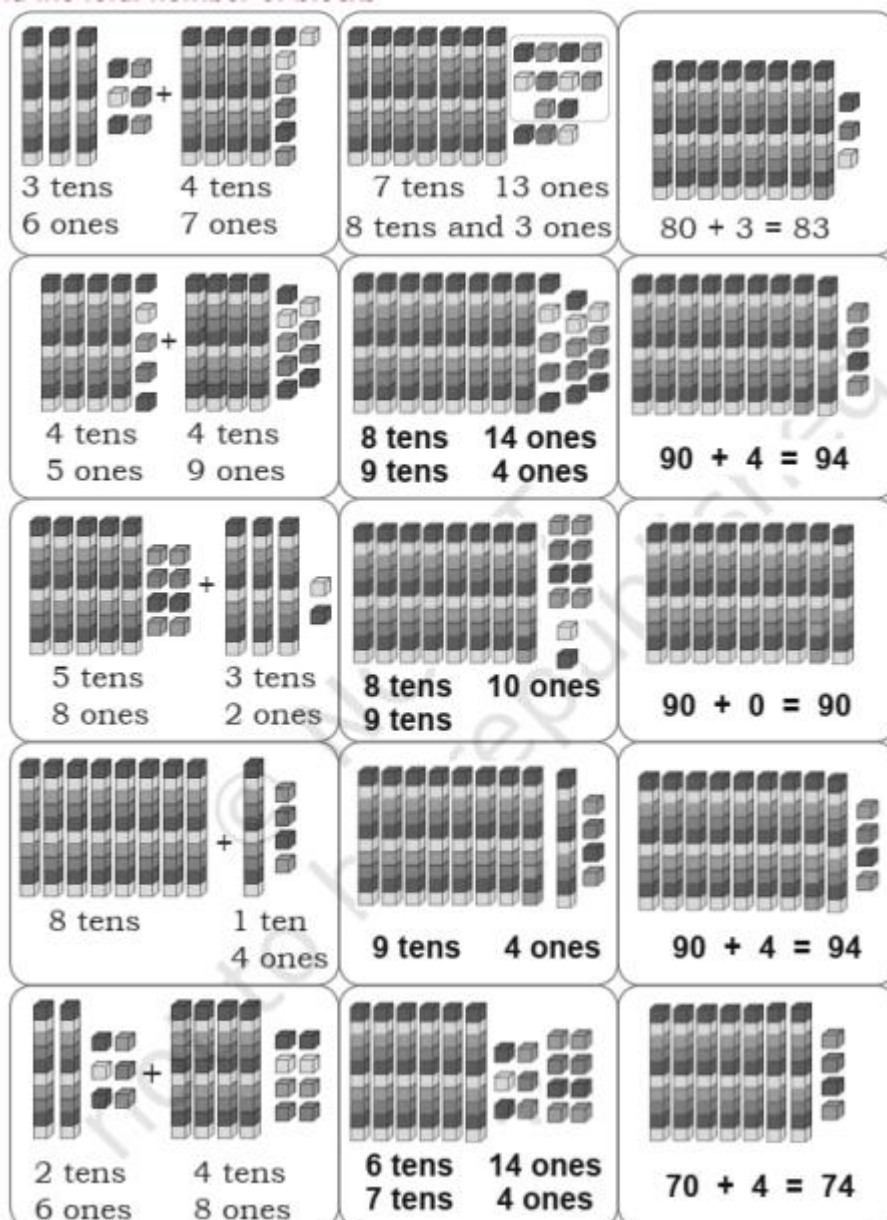 3 tens 4 tens 7 tens 13 ones
6 ones 7 ones 8 tens and 3 ones 80 + 3 = 83
+
4 tens 4 tens 8 tens 14 ones
5 ones 9 ones 9 tens 4 ones 90 + 4 = 94
+
5 tens 3 tens 8 tens 10 ones
8 ones 2 ones 9 tens 90 + 0 = 90
+
8 tens 1 ten 9 tens 4 ones 90 + 4 = 94
4 ones
+
2 tens 4 tens 6 tens 14 ones
6 ones 8 ones 7 tens 4 ones 70 + 4 = 74
+